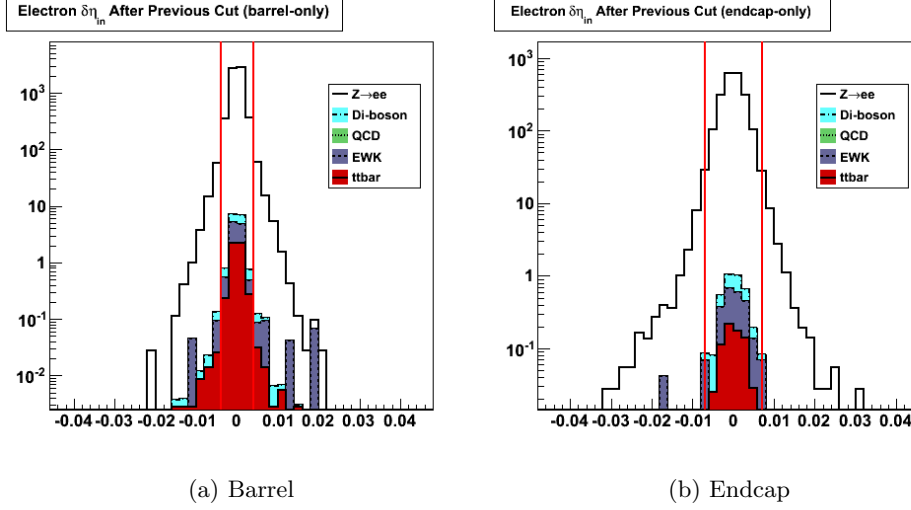 Electron δη_in After Previous Cut (barrel-only)
10³
10²
10
1
10⁻¹
10⁻²
-0.04 -0.03 -0.02 -0.01 0 0.01 0.02 0.03 0.04
Z→ee
Di-boson
QCD
EWK
ttbar
(a) Barrel
Electron δη_in After Previous Cut (endcap-only)
10³
10²
10
1
10⁻¹
-0.04 -0.03 -0.02 -0.01 0 0.01 0.02 0.03 0.04
Z→ee
Di-boson
QCD
EWK
ttbar
(b) Endcap